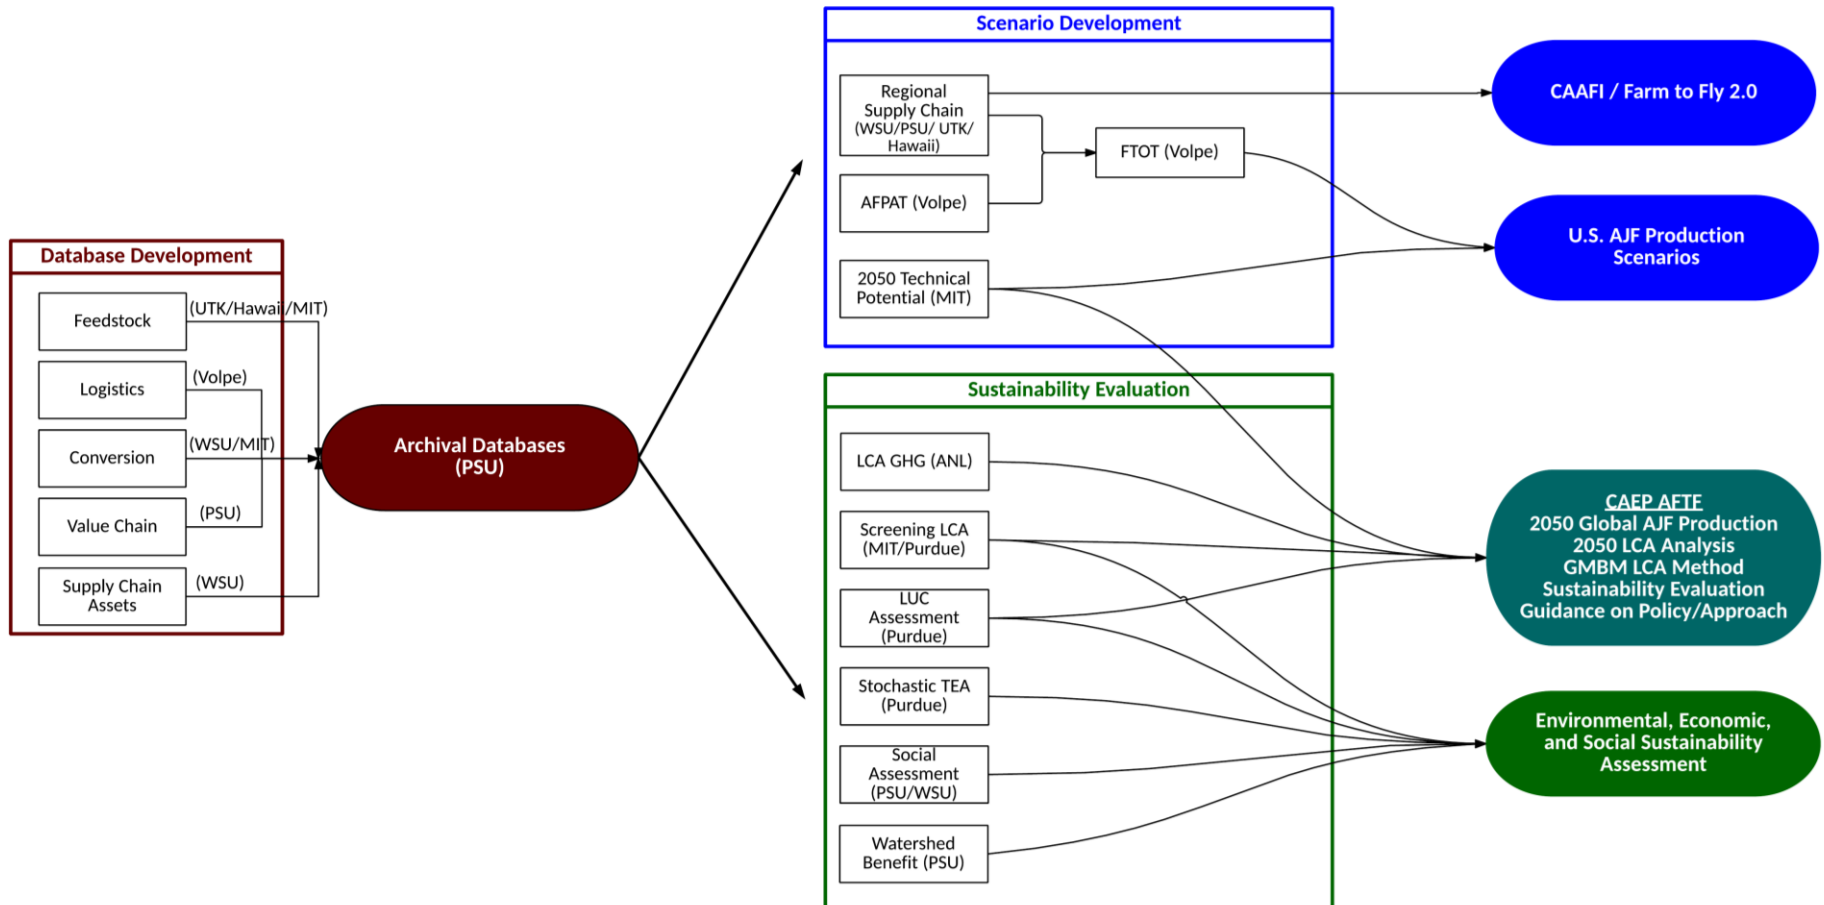 Database Development
Feedstock
(UTK/Hawaii/MIT)
Logistics
(Volpe)
Conversion
(WSU/MIT)
Value Chain
(PSU)
Supply Chain
Assets
(WSU)
Archival Databases
(PSU)
Scenario Development
Regional
Supply Chain
(WSU/PSU/ UTK/
Hawaii)
AFPAT (Volpe)
FTOT (Volpe)
2050 Technical
Potential (MIT)
Sustainability Evaluation
LCA GHG (ANL)
Screening LCA
(MIT/Purdue)
LUC
Assessment
(Purdue)
Stochastic TEA
(Purdue)
Social
Assessment
(PSU/WSU)
Watershed
Benefit (PSU)
CAAFI / Farm to Fly 2.0
U.S. AJF Production
Scenarios
CAEP AFTF
2050 Global AJF Production
2050 LCA Analysis
GMBM LCA Method
Sustainability Evaluation
Guidance on Policy/Approach
Environmental, Economic,
and Social Sustainability
Assessment